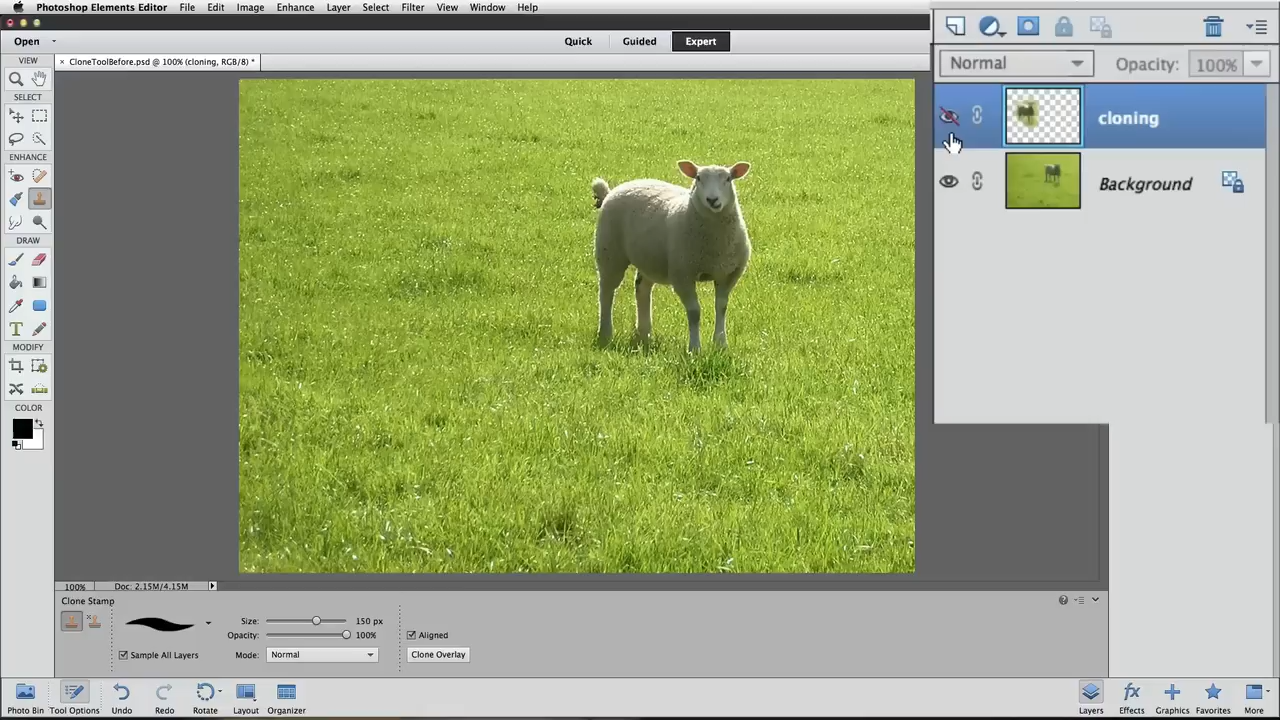 Photoshop Elements Editor File Edit Image Enhance Layer Select Filter View Window Help
Open Quick Guided Expert
VIEW × CloneToolBefore.psd @ 100% (cloning, RGB/8) *
Normal Opacity: 100%
SELECT
cloning
ENHANCE
Background
DRAW
T
MODIFY
COLOR
100% Doc: 2.15M/4.15M
Clone Stamp
Size: 150 px
Opacity: 100% Aligned
Sample All Layers Mode: Normal Clone Overlay
Photo Bin Tool Options Undo Redo Rotate Layout Organizer Layers Effects Graphics Favorites More